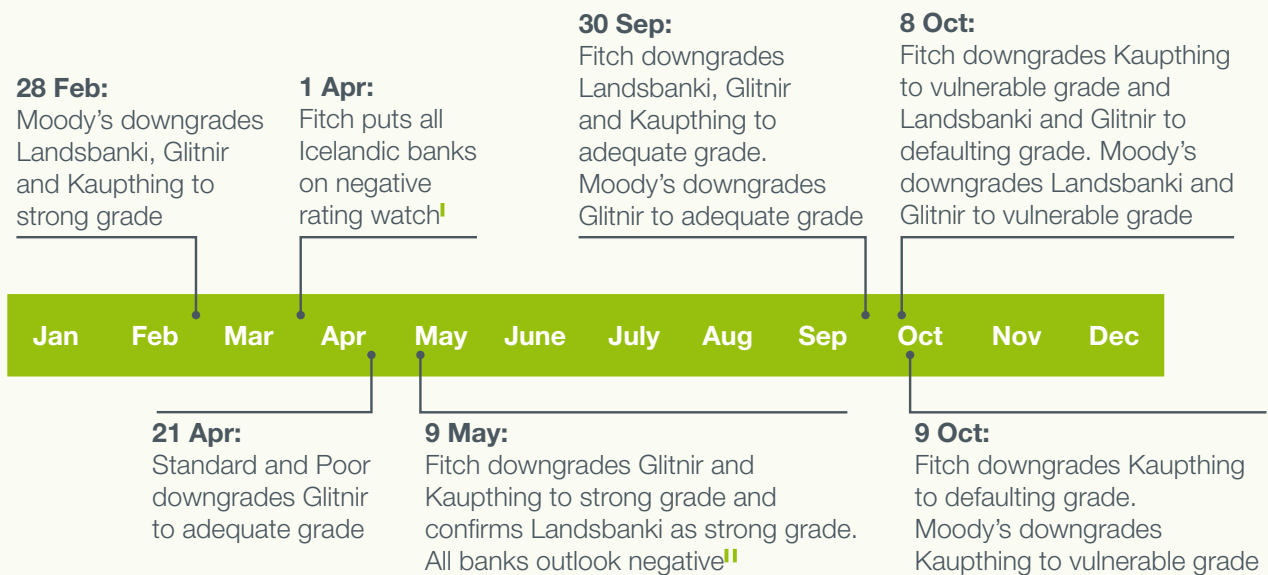 28 Feb:
Moody’s downgrades
Landsbanki, Glitnir
and Kaupthing to
strong grade
1 Apr:
Fitch puts all
Icelandic banks
on negative
rating watchI
30 Sep:
Fitch downgrades
Landsbanki, Glitnir
and Kaupthing to
adequate grade.
Moody’s downgrades
Glitnir to adequate grade
8 Oct:
Fitch downgrades Kaupthing
to vulnerable grade and
Landsbanki and Glitnir to
defaulting grade. Moody’s
downgrades Landsbanki and
Glitnir to vulnerable grade
Jan Feb Mar Apr May June July Aug Sep Oct Nov Dec
21 Apr:
Standard and Poor
downgrades Glitnir
to adequate grade
9 May:
Fitch downgrades Glitnir and
Kaupthing to strong grade and
confirms Landsbanki as strong grade.
All banks outlook negativeII
9 Oct:
Fitch downgrades Kaupthing
to defaulting grade.
Moody’s downgrades
Kaupthing to vulnerable grade